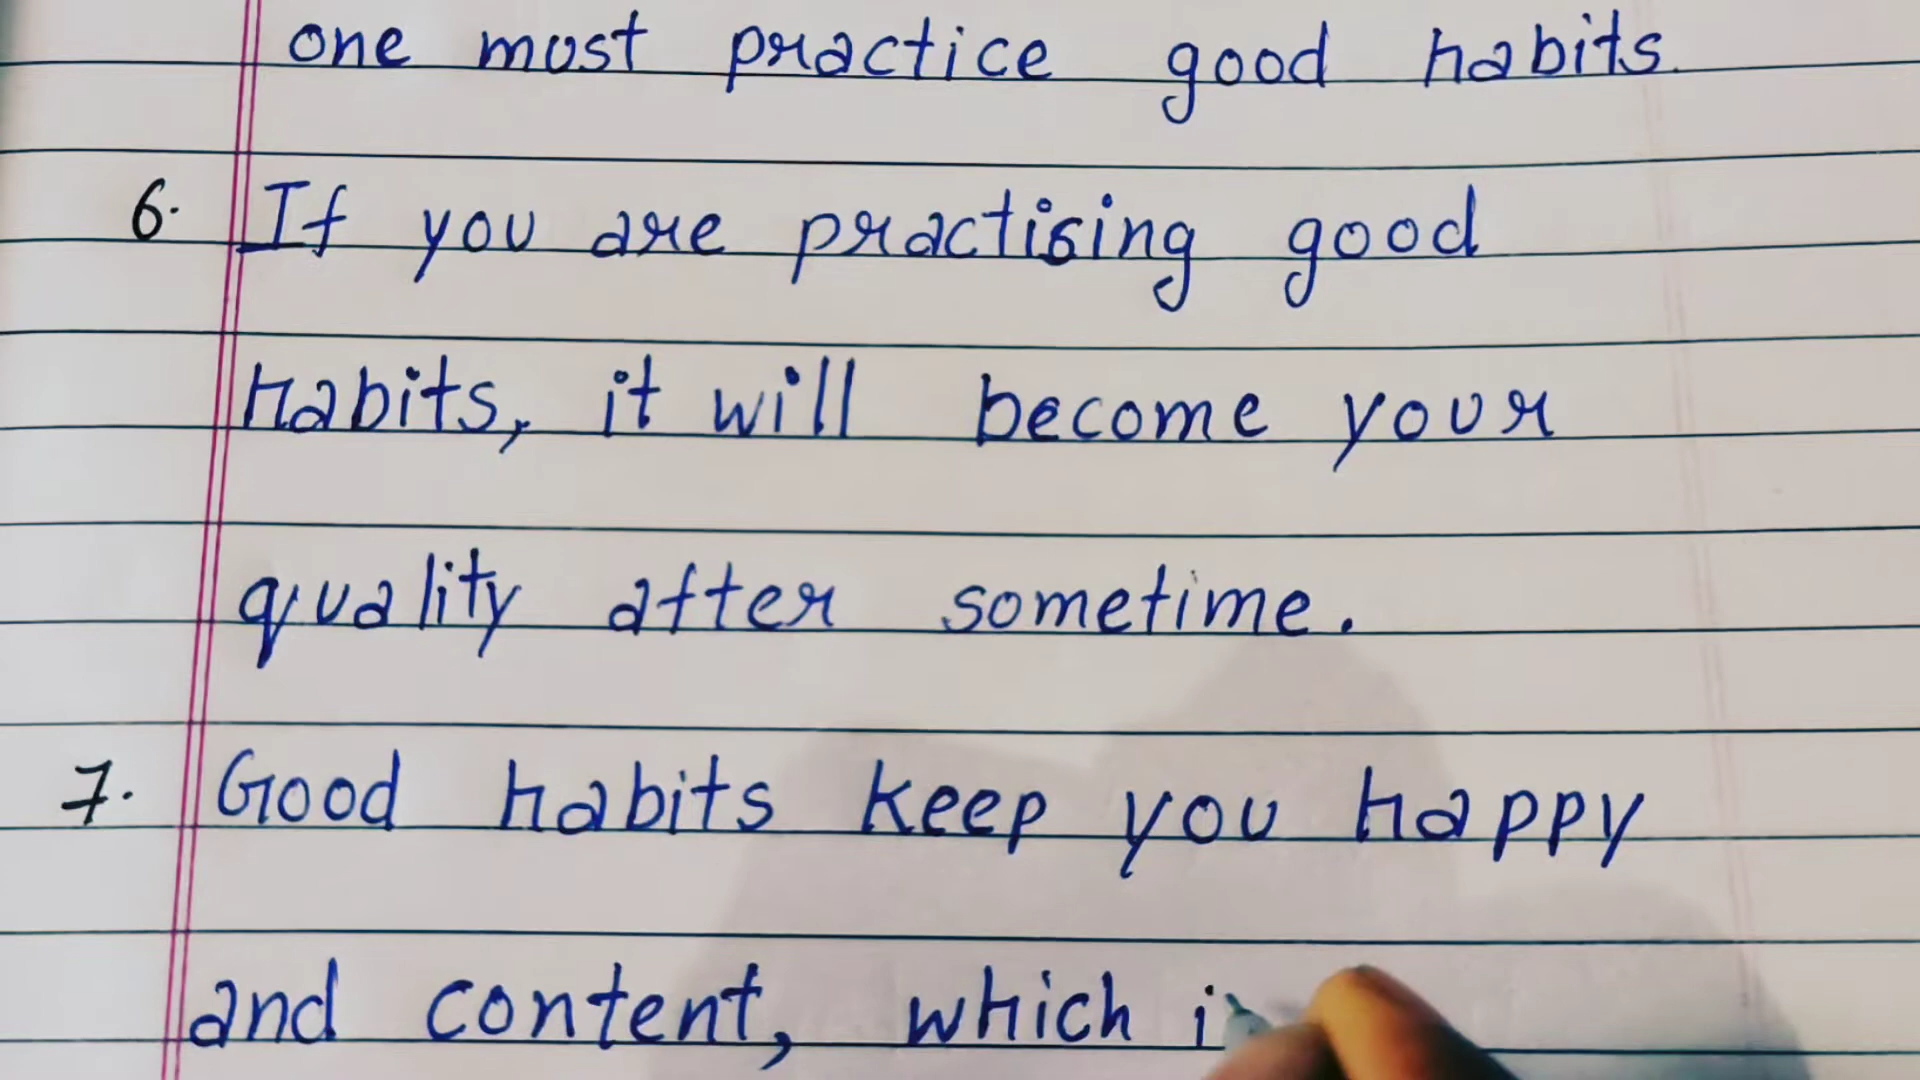 one most practice good habits.
6. If you are practising good
habits, it will become your
quality after sometime.
7. Good habits keep you happy
and content, which i